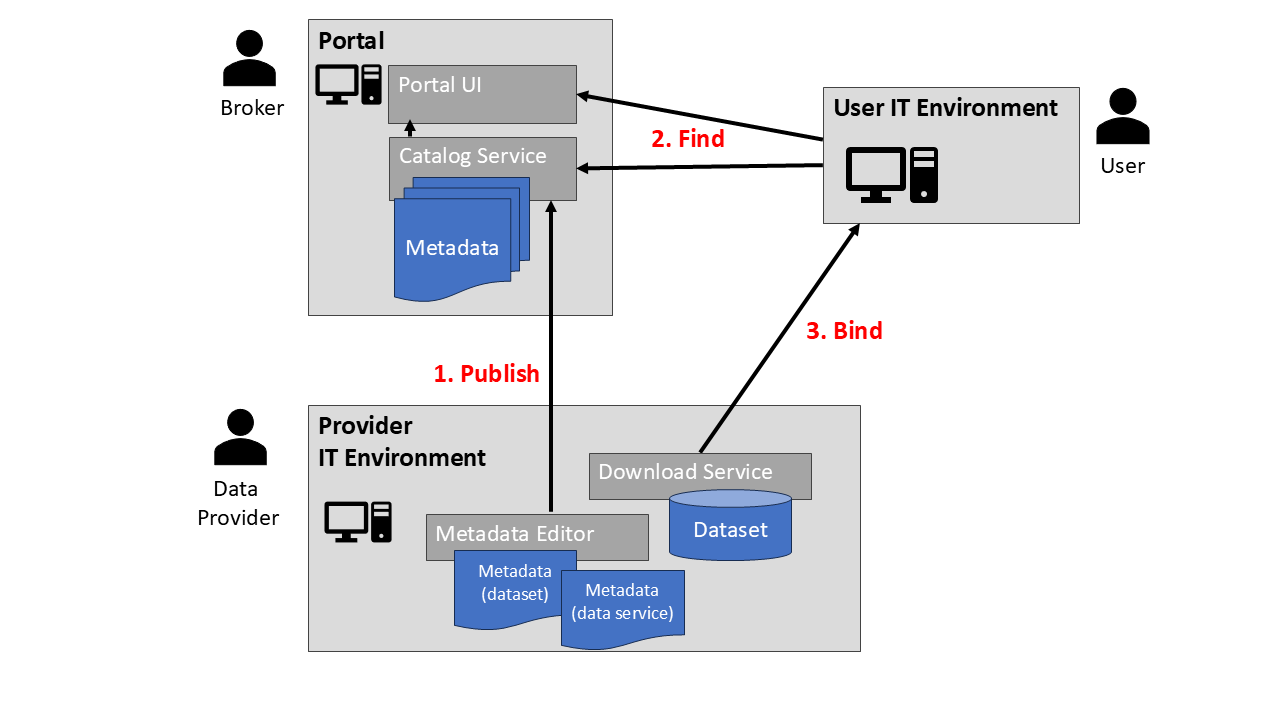 Portal
Portal UI
Broker
Catalog Service
Metadata
2. Find
User IT Environment
User
3. Bind
1. Publish
Provider
IT Environment
Data
Provider
Download Service
Dataset
Metadata Editor
Metadata
(dataset)
Metadata
(data service)